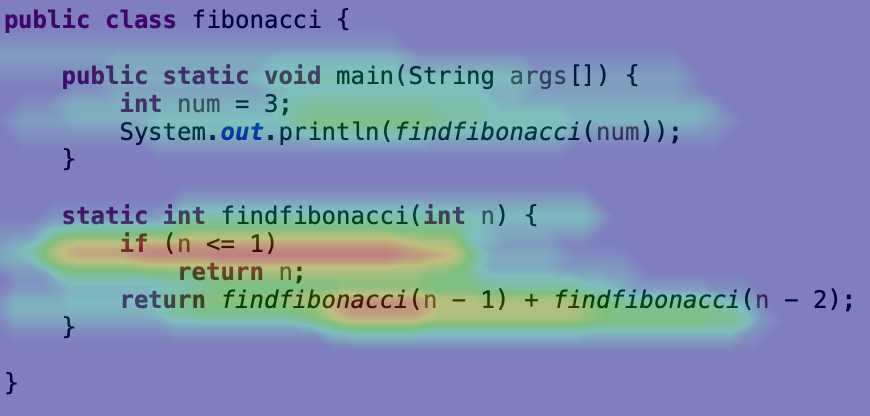 public class fibonacci {
public static void main(String args[]) {
int num = 3;
System.out.println(findfibonacci(num));
}
static int findfibonacci(int n) {
if (n <= 1)
return n;
return findfibonacci(n - 1) + findfibonacci(n - 2);
}
}